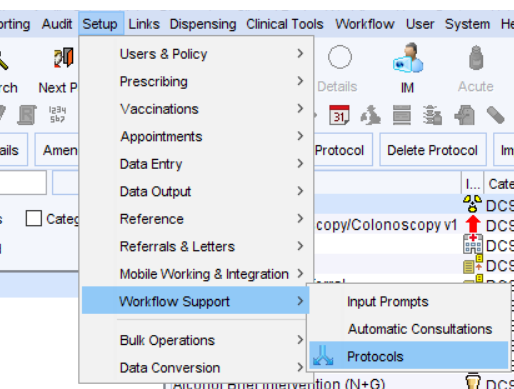 orting Audit Setup Links Dispensing Clinical Tools Workflow User System He
rch Next P Details IM Acute
1234
567 31
ails Amen Protocol Delete Protocol Im
Users & Policy
Prescribing
Vaccinations
Appointments
Data Entry
Data Output
Reference
Referrals & Letters
Mobile Working & Integration
Workflow Support
Bulk Operations
Data Conversion
Input Prompts
Automatic Consultations
Protocols
I... Cate
DCS
s Categ copy/Colonoscopy v1 DCS
DCS
DCS
Alcohol Brief Intervention (N+G) DCS